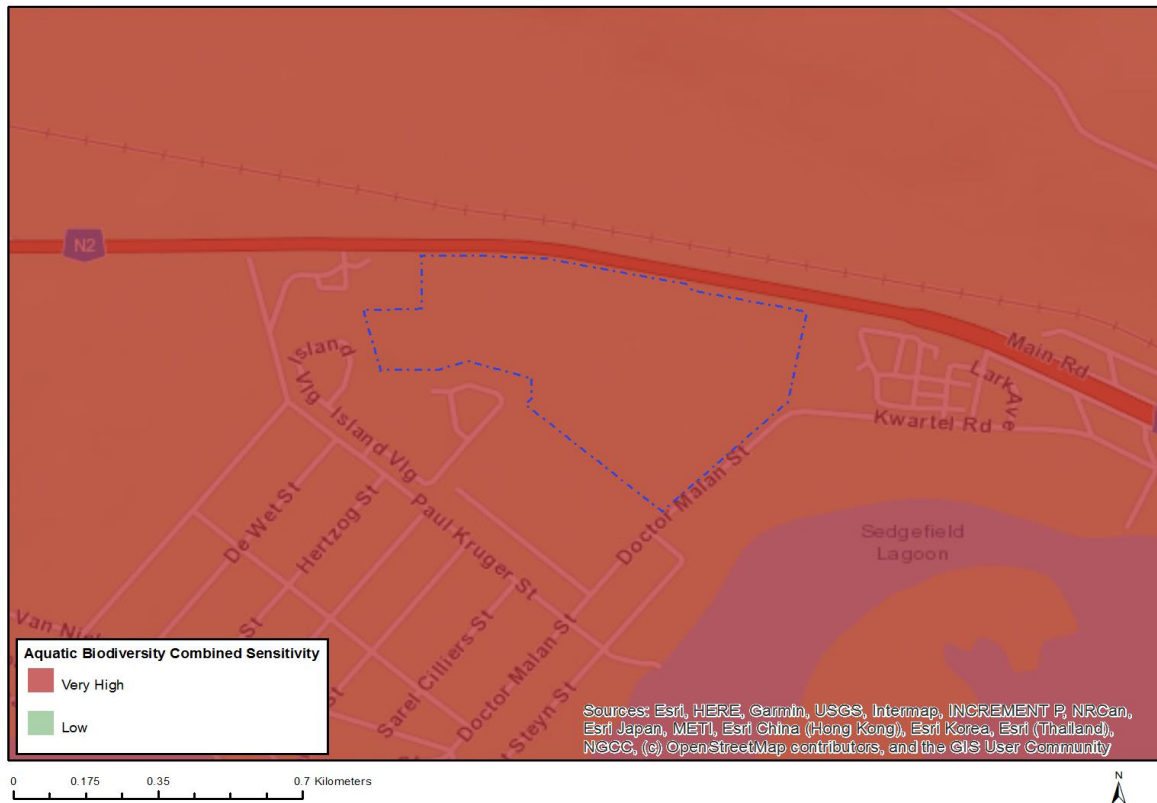 N2
Main Rd
Island
Vlg
Island Vlg
Lark Ave
Kwartel Rd
De Wet St
Hertzog St
Paul Kruger St
Doctor Malan St
Sedgefield
Lagoon
Van Ni
St
Sarel Cilliers St
Doctor Malan St
Steyn St
St
Aquatic Biodiversity Combined Sensitivity
Very High
Low
Sources: Esri, HERE, Garmin, USGS, Intermap, INCREMENT P, NRCan,
Esri Japan, METI, Esri China (Hong Kong), Esri Korea, Esri (Thailand),
NGCC, (c) OpenStreetMap contributors, and the GIS User Community
0 0.175 0.35 0.7 Kilometers
N